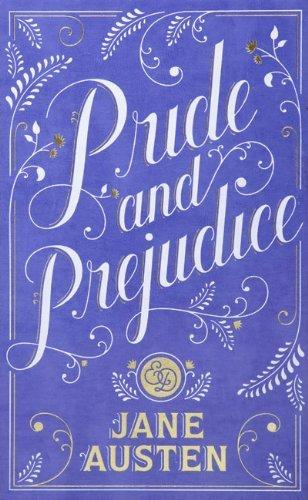 Pride
and
Prejudice
JANE
AUSTEN